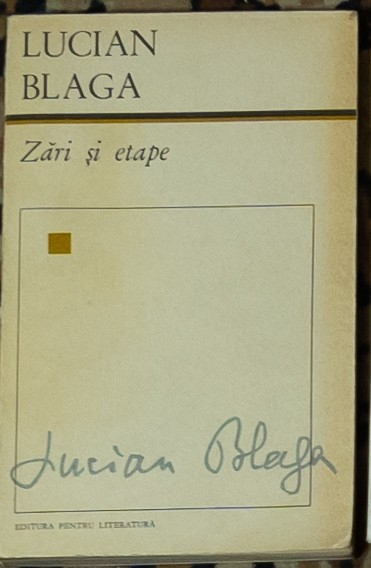 LUCIAN
BLAGA
Zări și etape
Lucian Blaga
EDITURA PENTRU LITERATURĂ